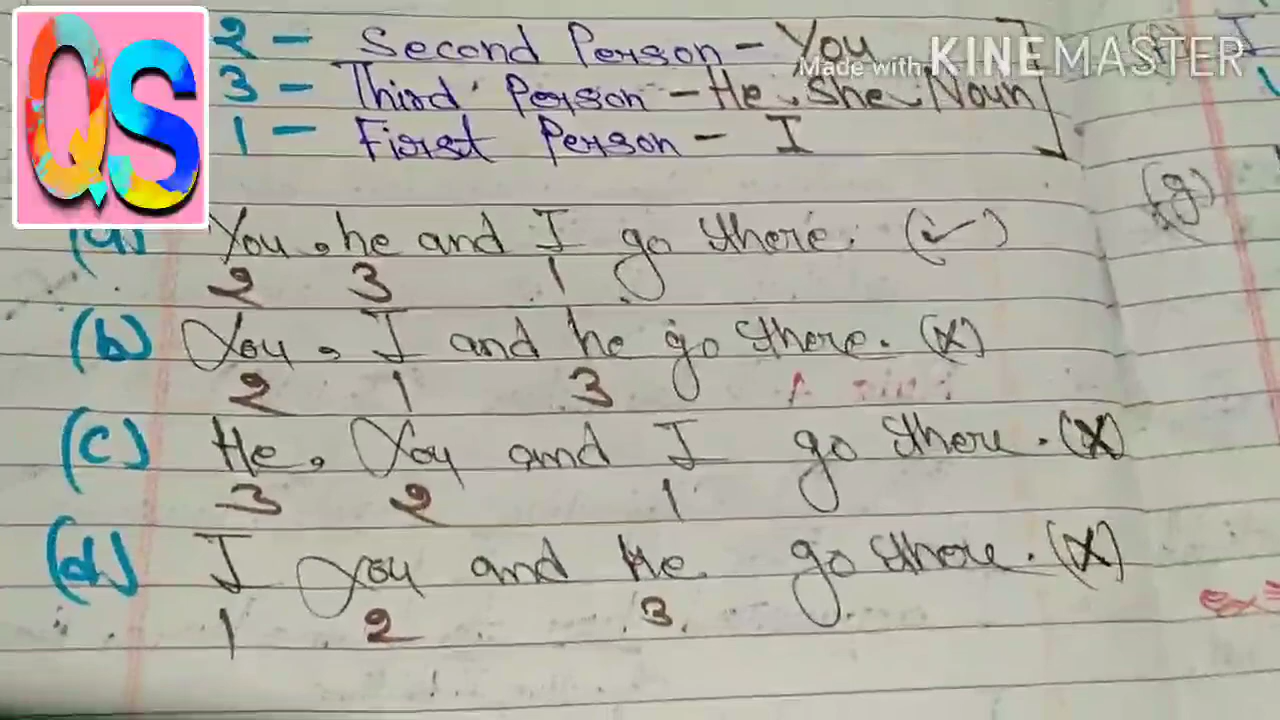 QS
2 - Second Person - You
Made with KINEMASTER
3 - Third Person - He, She, Noun
1 - First Person - I
(g)
(a) You, he and I go there. (✓)
2 3 1
(b) You, I and he go there. (X)
2 1 3
(c) He, You and I go there. (X)
3 2 1
(d) I You and He go there. (X)
1 2 3